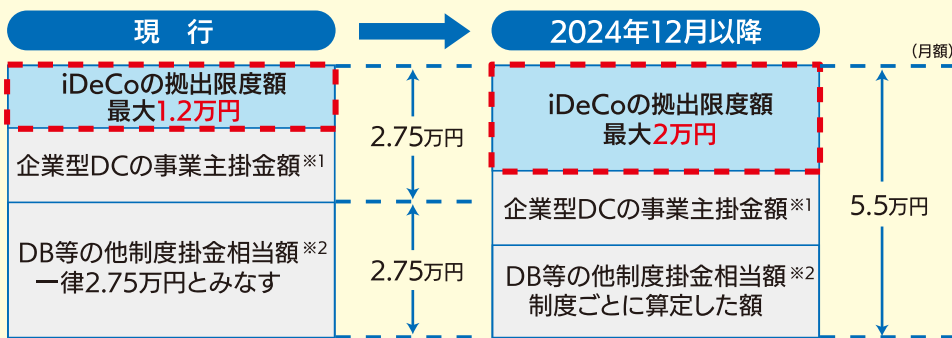 現 行
2024年12月以降
(月額)
iDeCoの拠出限度額
最大1.2万円
企業型DCの事業主掛金額※1
DB等の他制度掛金相当額※2
一律2.75万円とみなす
2.75万円
2.75万円
iDeCoの拠出限度額
最大2万円
企業型DCの事業主掛金額※1
DB等の他制度掛金相当額※2
制度ごとに算定した額
5.5万円